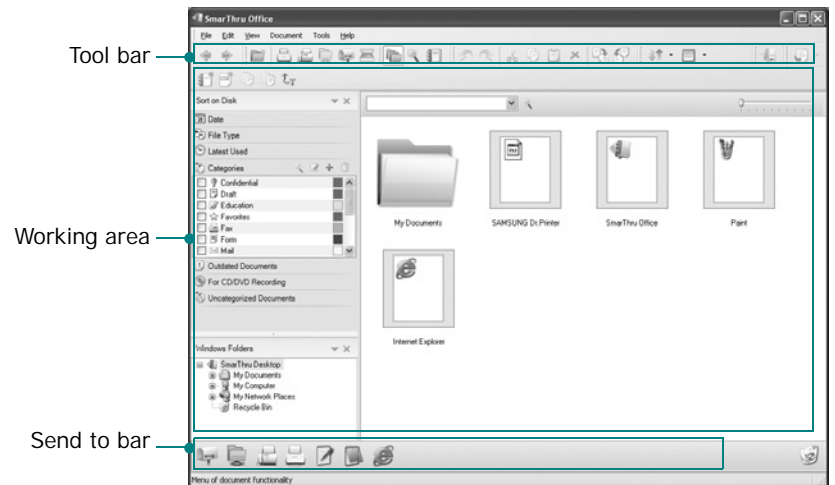 SmarThru Office
File Edit View Document Tools Help
Tool bar
Sort on Disk
Date
File Type
Latest Used
Categories
Confidential
Draft
Education
Favorites
Fax
Form
Mail
Working area
Outdated Documents
For CD/DVD Recording
Uncategorized Documents
My Documents
SAMSUNG Dr.Printer
SmarThru Office
Paint
Internet Explorer
Windows Folders
SmarThru Desktop
My Documents
My Computer
My Network Places
Recycle Bin
Send to bar
Menu of document functionality